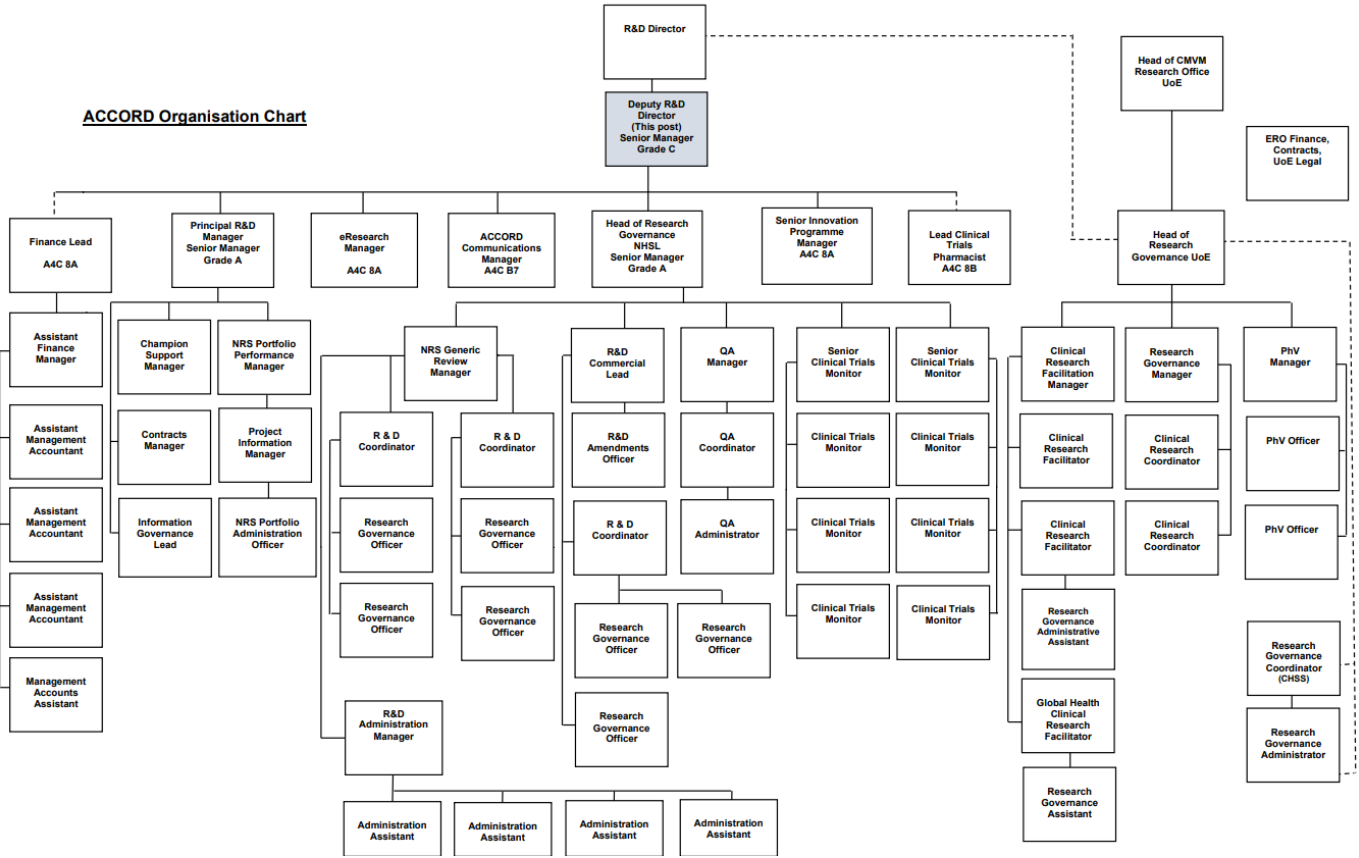 R&D Director
Head of CMVM
Research Office
UoE
ACCORD Organisation Chart
Deputy R&D
Director
(This post)
Senior Manager
Grade C
ERO Finance,
Contracts,
UoE Legal
Finance Lead
A4C 8A
Principal R&D
Manager
Senior Manager
Grade A
eResearch
Manager
A4C 8A
ACCORD
Communications
Manager
A4C B7
Head of Research
Governance
NHSL
Senior Manager
Grade A
Senior Innovation
Programme
Manager
A4C 8A
Lead Clinical
Trials
Pharmacist
A4C 8B
Head of
Research
Governance UoE
Assistant
Finance
Manager
Champion
Support
Manager
NRS Portfolio
Performance
Manager
NRS Generic
Review
Manager
R&D
Commercial
Lead
QA
Manager
Senior
Clinical Trials
Monitor
Senior
Clinical Trials
Monitor
Clinical
Research
Facilitation
Manager
Research
Governance
Manager
PhV
Manager
Assistant
Management
Accountant
Contracts
Manager
Project
Information
Manager
R & D
Coordinator
R & D
Coordinator
R&D
Amendments
Officer
QA
Coordinator
Clinical Trials
Monitor
Clinical Trials
Monitor
Clinical
Research
Facilitator
Clinical
Research
Coordinator
PhV Officer
Assistant
Management
Accountant
Information
Governance
Lead
NRS Portfolio
Administration
Officer
Research
Governance
Officer
Research
Governance
Officer
R & D
Coordinator
QA
Administrator
Clinical Trials
Monitor
Clinical Trials
Monitor
Clinical
Research
Facilitator
Clinical
Research
Coordinator
PhV Officer
Assistant
Management
Accountant
Research
Governance
Officer
Research
Governance
Officer
Research
Governance
Officer
Research
Governance
Officer
Clinical Trials
Monitor
Clinical Trials
Monitor
Research
Governance
Administrative
Assistant
Research
Governance
Coordinator
(CHSS)
Management
Accounts
Assistant
R&D
Administration
Manager
Research
Governance
Officer
Global Health
Clinical
Research
Facilitator
Research
Governance
Administrator
Administration
Assistant
Administration
Assistant
Administration
Assistant
Administration
Assistant
Research
Governance
Assistant